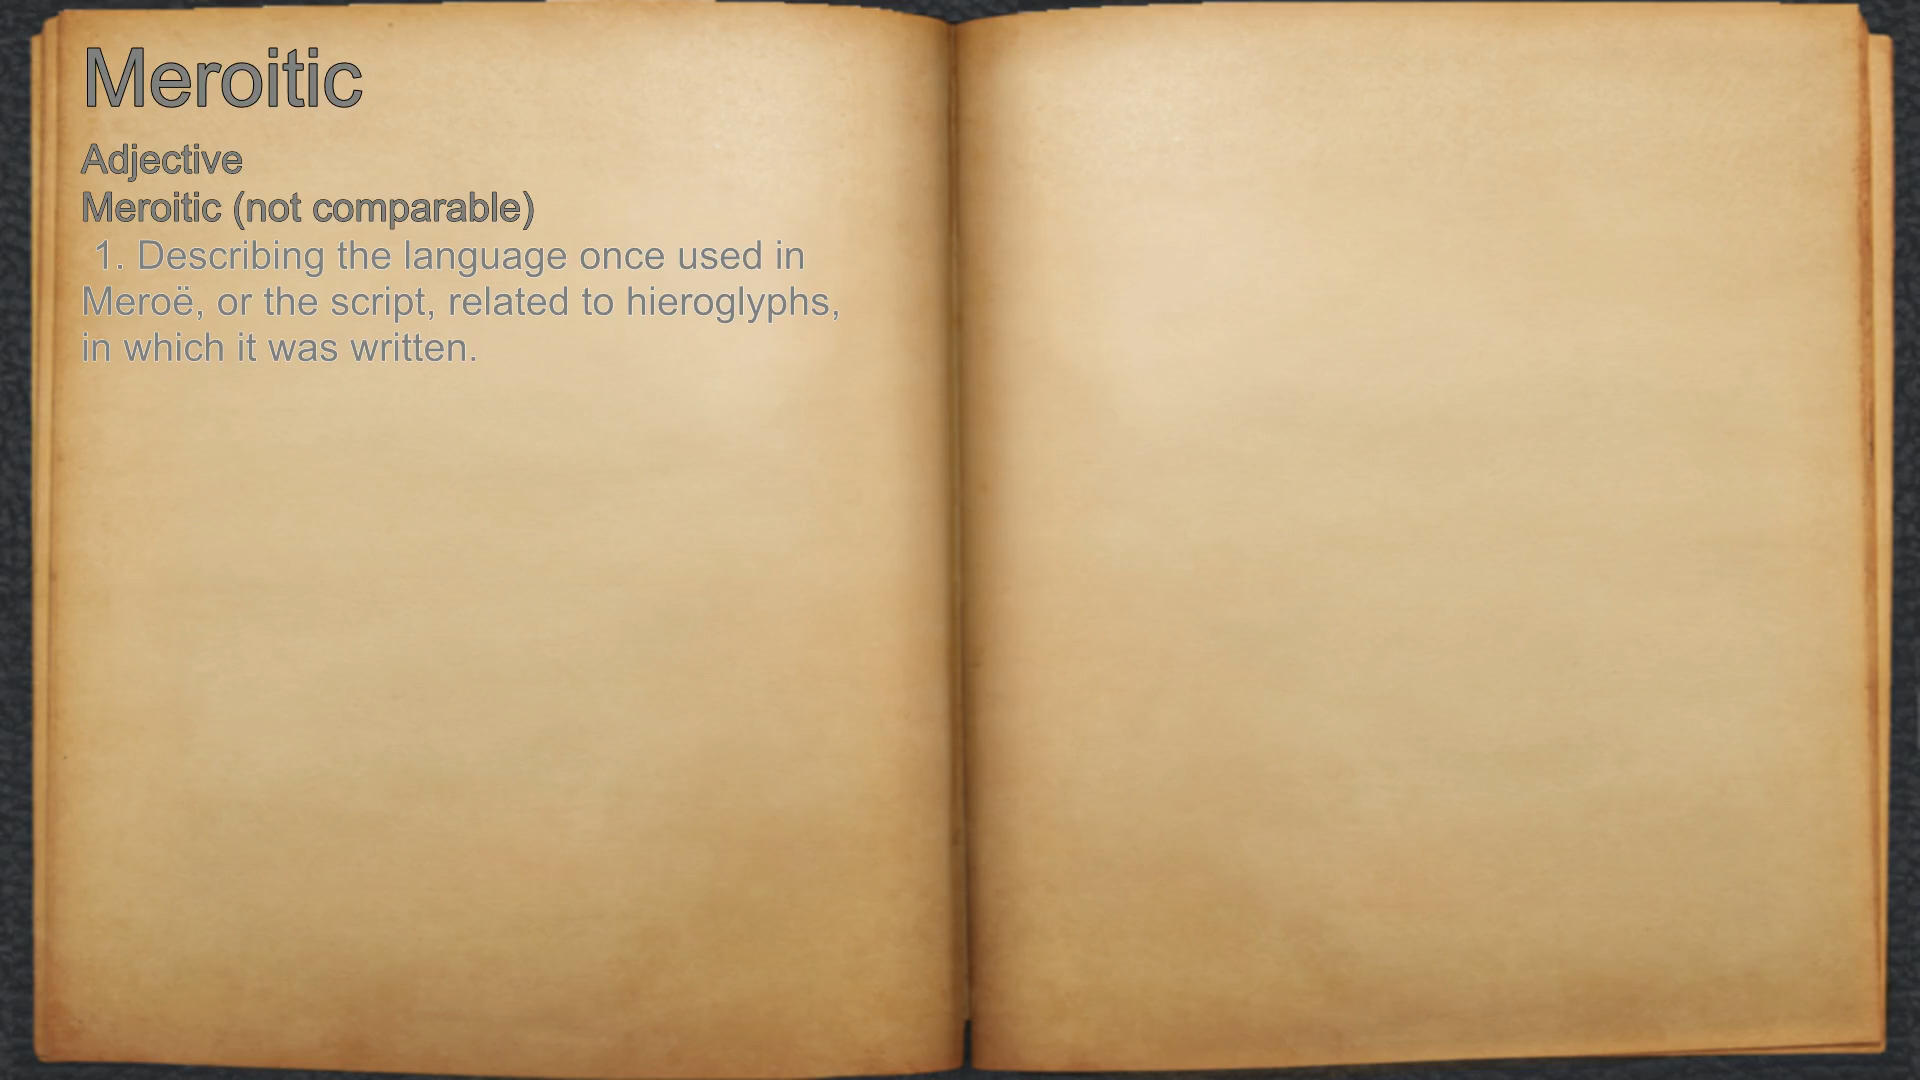 Meroitic
Adjective
Meroitic (not comparable)
1. Describing the language once used in
Meroë, or the script, related to hieroglyphs,
in which it was written.